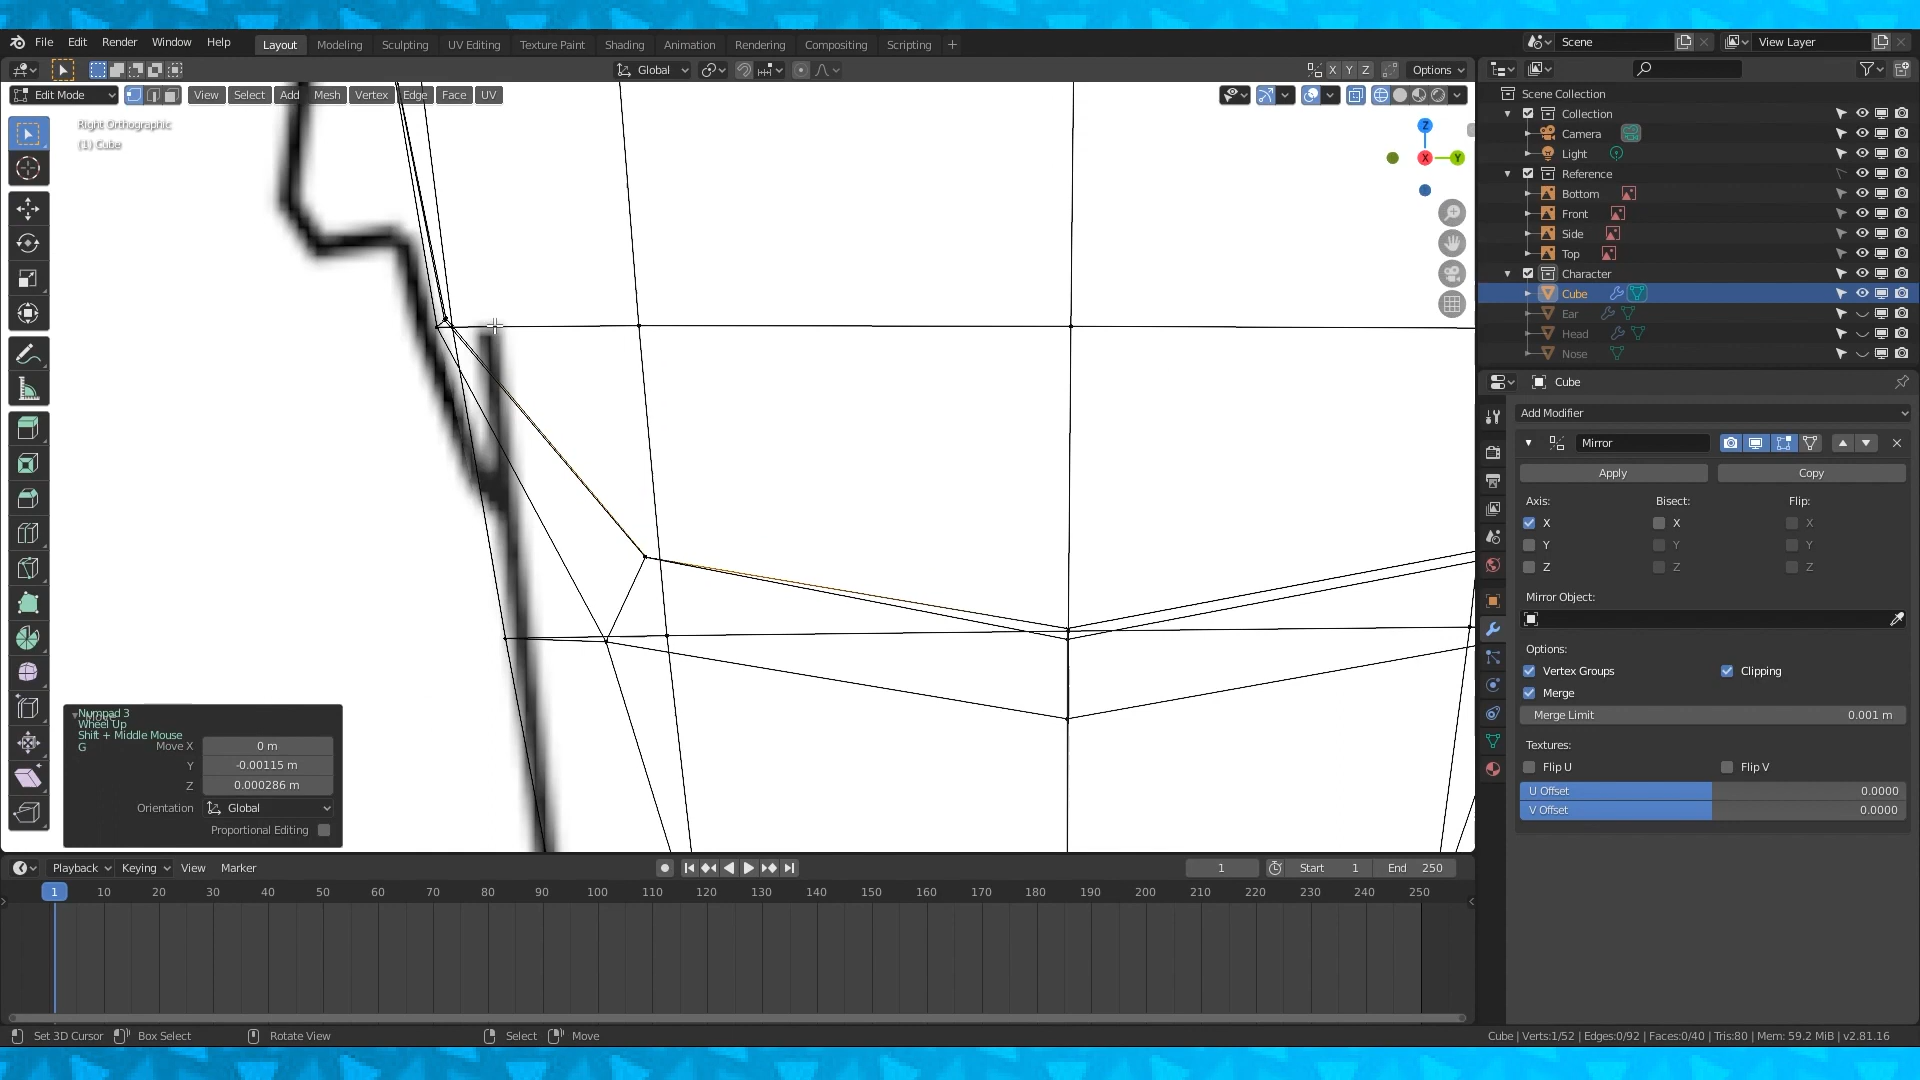 File Edit Render Window Help Layout Modeling Sculpting UV Editing Texture Paint Shading Animation Rendering Compositing Scripting + Scene View Layer
Global X Y Z Options
Edit Mode View Select Add Mesh Vertex Edge Face UV
Right Orthographic
(1) Cube
Z
X
Y
Scene Collection
Collection
Camera
Light
Reference
Bottom
Front
Side
Top
Character
Cube
Ear
Head
Nose
Cube
Add Modifier
Mirror
Apply Copy
Axis: Bisect: Flip:
X X X
Y Y Y
Z Z Z
Mirror Object:
Options:
Vertex Groups Clipping
Merge
Merge Limit 0.001 m
Textures:
Flip U Flip V
U Offset 0.0000
V Offset 0.0000
Numpad 3
Wheel Up
Shift + Middle Mouse
G
Move X 0 m
Y -0.00115 m
Z 0.000286 m
Orientation Global
Proportional Editing
Playback Keying View Marker 1 Start 1 End 250
1 10 20 30 40 50 60 70 80 90 100 110 120 130 140 150 160 170 180 190 200 210 220 230 240 250
Set 3D Cursor Box Select Rotate View Select Move Cube | Verts:1/52 | Edges:0/92 | Faces:0/40 | Tris:80 | Mem: 59.2 MiB | v2.81.16